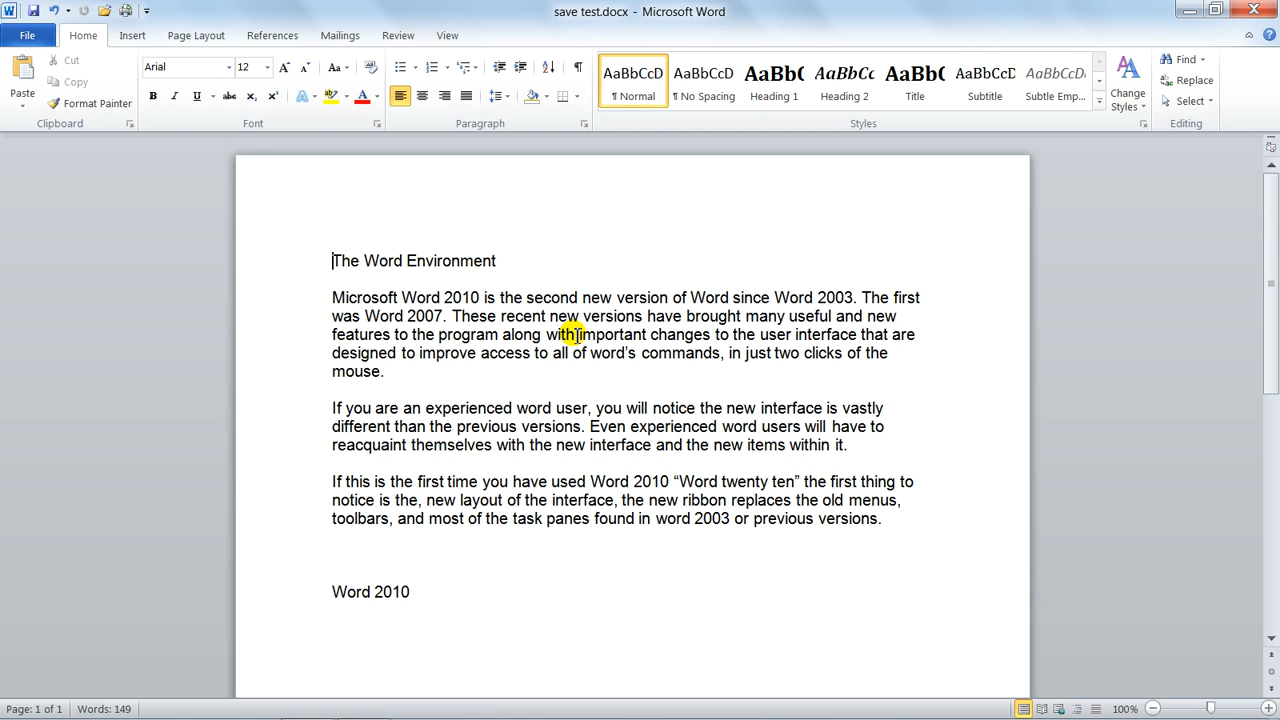 save test.docx - Microsoft Word
File Home Insert Page Layout References Mailings Review View
Cut
Copy
Format Painter
Paste
Clipboard
Arial 12
Font
Paragraph
AaBbCcD AaBbCcD AaBb( AaBbCc AaBb( AaBbCcD AaBbCcD
¶ Normal ¶ No Spacing Heading 1 Heading 2 Title Subtitle Subtle Emp...
Change
Styles
Styles
Find
Replace
Select
Editing
The Word Environment
Microsoft Word 2010 is the second new version of Word since Word 2003. The first
was Word 2007. These recent new versions have brought many useful and new
features to the program along with important changes to the user interface that are
designed to improve access to all of word’s commands, in just two clicks of the
mouse.
If you are an experienced word user, you will notice the new interface is vastly
different than the previous versions. Even experienced word users will have to
reacquaint themselves with the new interface and the new items within it.
If this is the first time you have used Word 2010 “Word twenty ten” the first thing to
notice is the, new layout of the interface, the new ribbon replaces the old menus,
toolbars, and most of the task panes found in word 2003 or previous versions.
Word 2010
Page: 1 of 1 Words: 149 100%